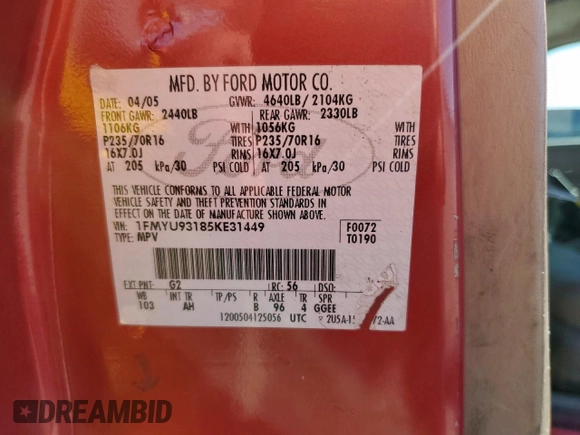 MFD. BY FORD MOTOR CO.
DATE: 04/05 GVWR: 4640LB/ 2104KG
FRONT GAWR: 2440LB REAR GAWR: 2330LB
1106KG WITH 1056KG WITH
P235/70R16 TIRES P235/70R16 TIRES
16X7.0J RIMS 16X7.0J RIMS
AT 205 kPa/30 PSI COLD AT 205 kPa/30 PSI COLD
THIS VEHICLE CONFORMS TO ALL APPLICABLE FEDERAL MOTOR
VEHICLE SAFETY AND THEFT PREVENTION STANDARDS IN
EFFECT ON THE DATE OF MANUFACTURE SHOWN ABOVE.
VIN: 1FMYU93185KE31449 F0072
TYPE: MPV T0190
EXT PNT: G2 RC: 56 DSO:
WB INT TR TP/PS R AXLE TR SPR
103 AH B 96 4 GGEE
1200504125056 UTC
Ford
DREAMBID